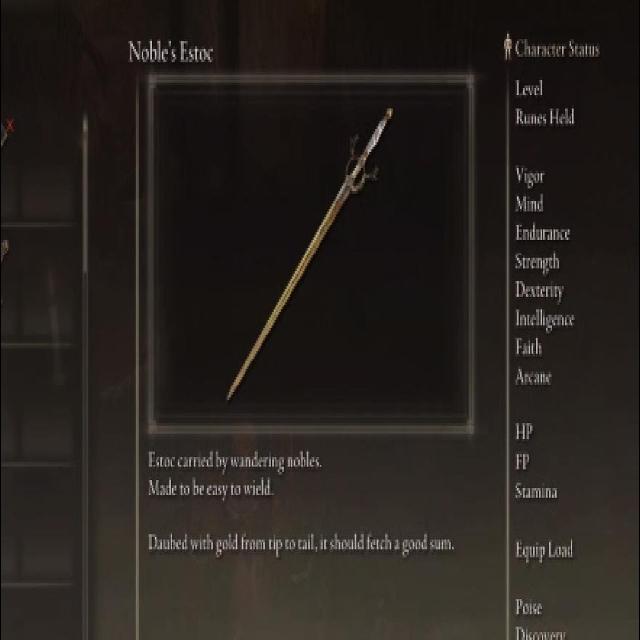 Noble's Estoc
Character Status
Level
Runes Held
Vigor
Mind
Endurance
Strength
Dexterity
Intelligence
Faith
Arcane
HP
FP
Stamina
Equip Load
Poise
Discovery
Estoc carried by wandering nobles.
Made to be easy to wield.
Daubed with gold from tip to tail, it should fetch a good sum.